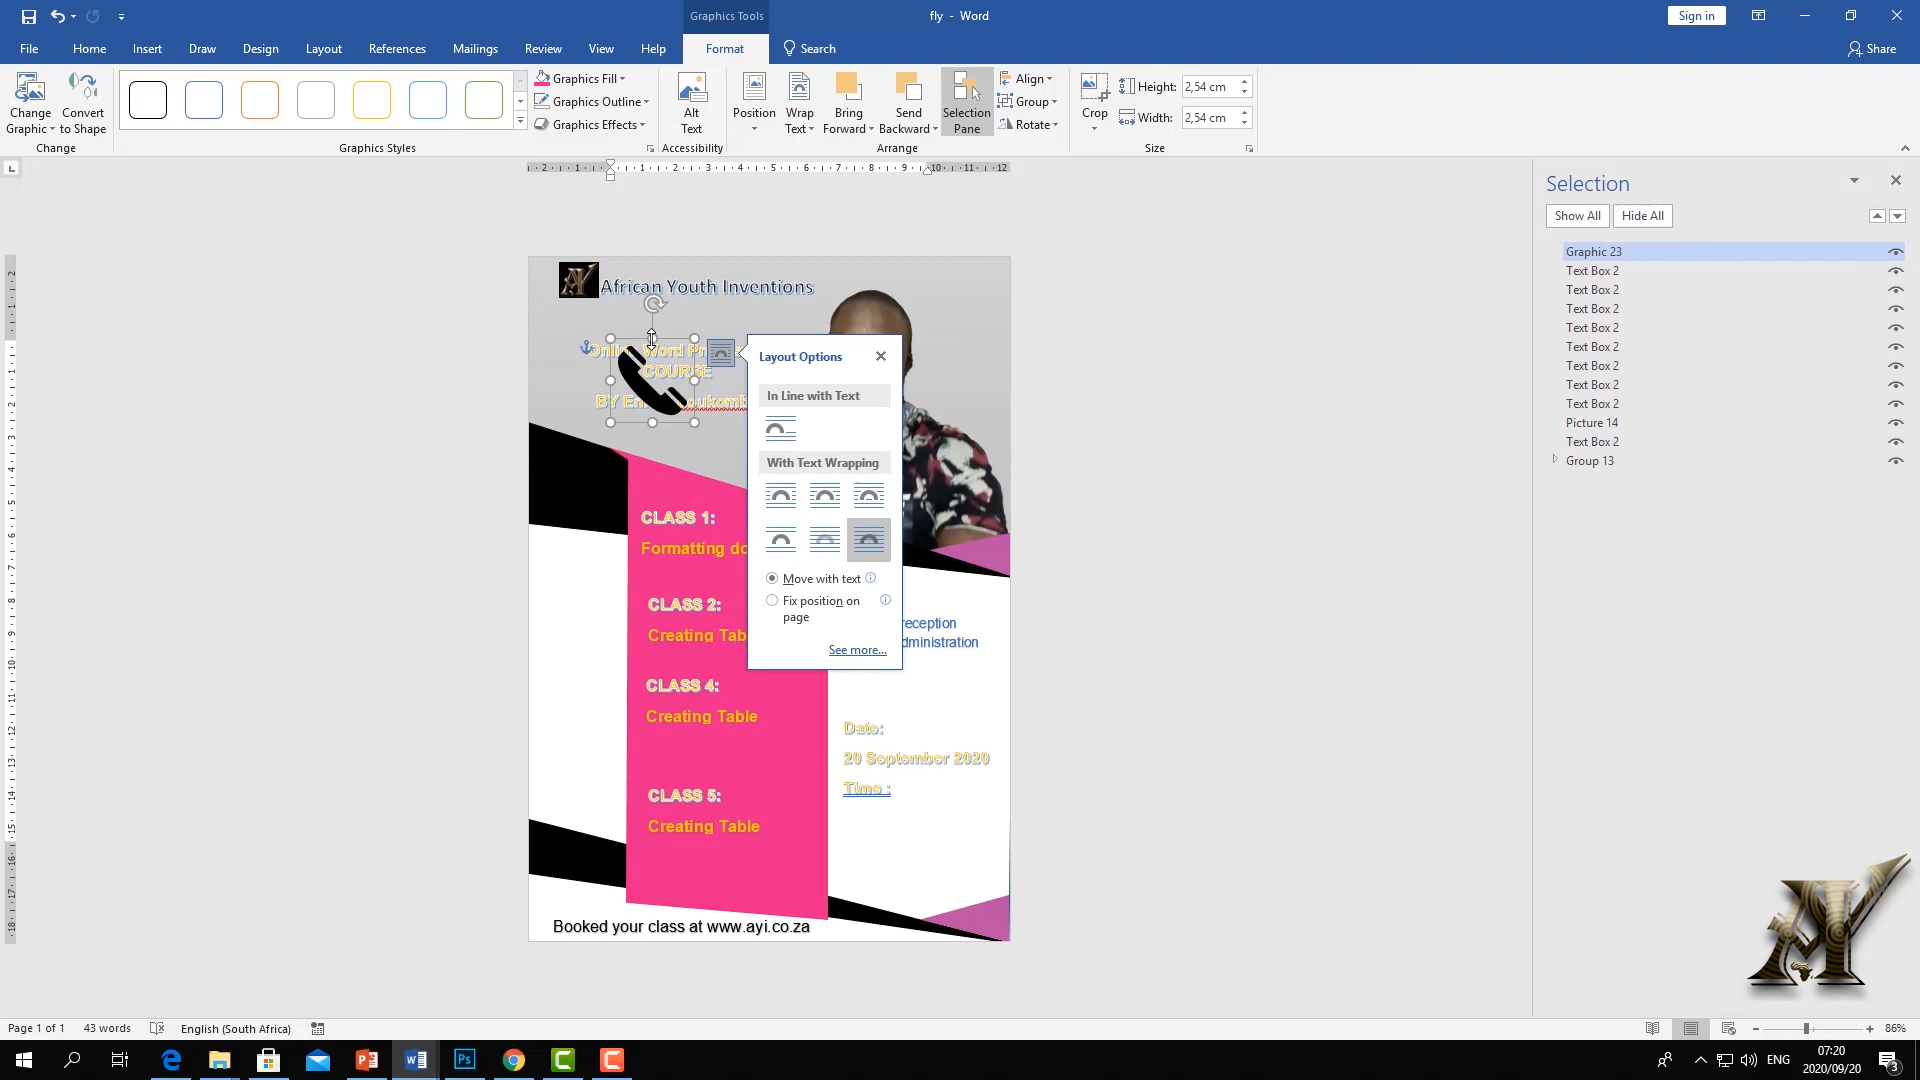 Graphics Tools
fly - Word
Sign in
File Home Insert Draw Design Layout References Mailings Review View Help Format Search
Share
Change Graphic
Convert to Shape
Change
Graphics Fill
Graphics Outline
Graphics Effects
Graphics Styles
Alt Text
Accessibility
Position
Wrap Text
Bring Forward
Send Backward
Selection Pane
Align
Group
Rotate
Arrange
Crop
Height: 2,54 cm
Width: 2,54 cm
Size
Selection
Show All Hide All
Graphic 23
Text Box 2
Text Box 2
Text Box 2
Text Box 2
Text Box 2
Text Box 2
Text Box 2
Text Box 2
Picture 14
Text Box 2
Group 13
African Youth Inventions
Online Word Pr
COURSE
BY Em
Layout Options
In Line with Text
With Text Wrapping
Move with text
Fix position on page
See more...
CLASS 1:
Formatting do
CLASS 2:
Creating Tab
CLASS 4:
Creating Table
CLASS 5:
Creating Table
reception
dministration
Date:
20 September 2020
Time :
Booked your class at www.ayi.co.za
AY
Page 1 of 1 43 words English (South Africa)
86%
ENG
07:20
2020/09/20
3